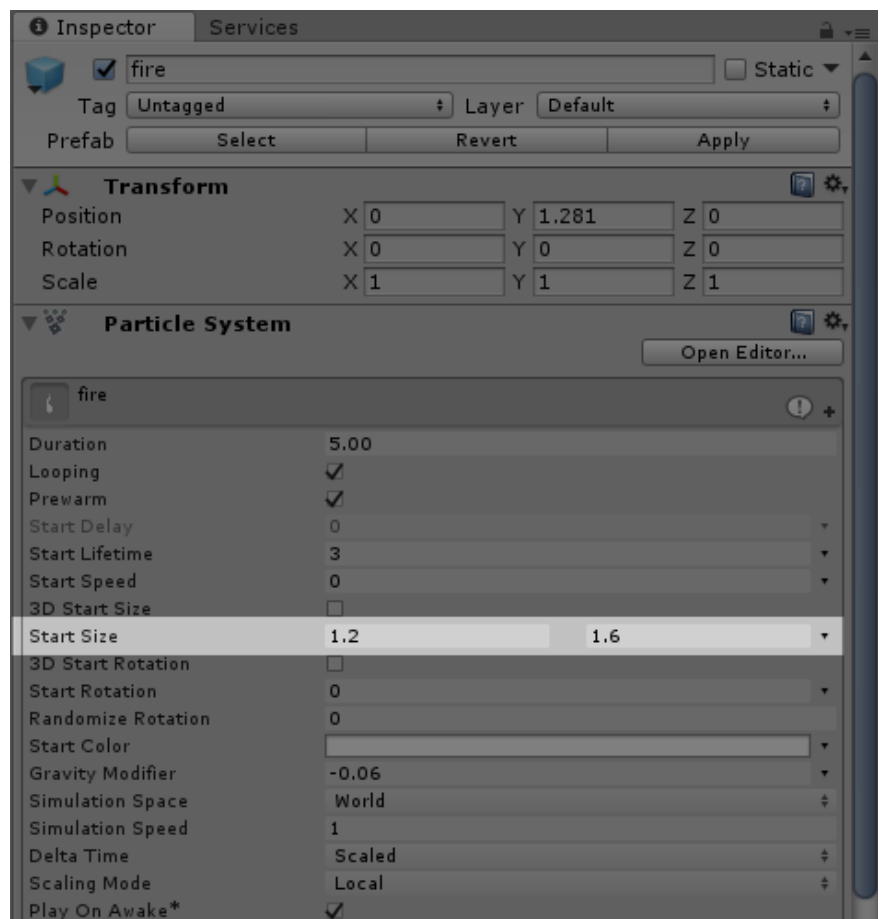 Inspector Services
fire Static
Tag Untagged Layer Default
Prefab Select Revert Apply
Transform
Position X 0 Y 1.281 Z 0
Rotation X 0 Y 0 Z 0
Scale X 1 Y 1 Z 1
Particle System
Open Editor...
fire
Duration 5.00
Looping
Prewarm
Start Delay 0
Start Lifetime 3
Start Speed 0
3D Start Size
Start Size 1.2 1.6
3D Start Rotation
Start Rotation 0
Randomize Rotation 0
Start Color
Gravity Modifier -0.06
Simulation Space World
Simulation Speed 1
Delta Time Scaled
Scaling Mode Local
Play On Awake*